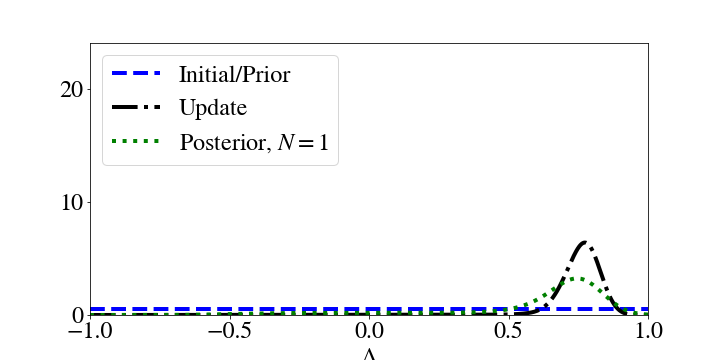 Initial/Prior
Update
Posterior, N = 1
20
10
0
−1.0 −0.5 0.0 0.5 1.0